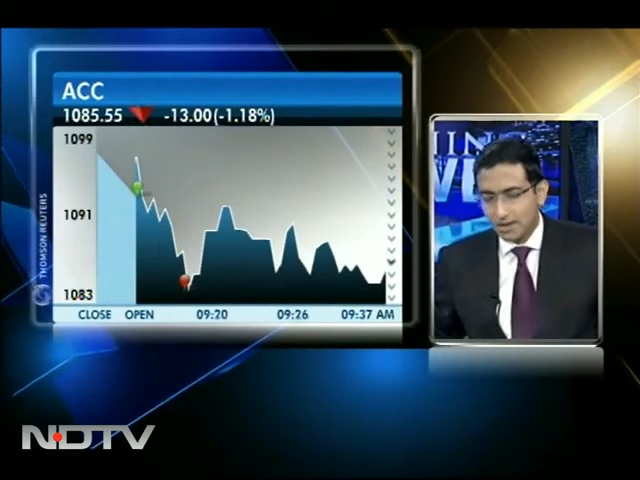 ACC
1085.55 -13.00(-1.18%)
1099
1091
1083
CLOSE OPEN 09:20 09:26 09:37 AM
THOMSON REUTERS
NDTV